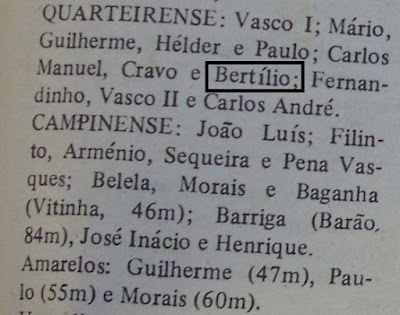 QUARTEIRENSE: Vasco I; Mário,
Guilherme, Hélder e Paulo; Carlos
Manuel, Cravo e Bertílio; Fernan-
dinho, Vasco II e Carlos André.
CAMPINENSE: João Luís; Filin-
to, Arménio, Sequeira e Pena Vas-
ques; Belela, Morais e Baganha
(Vitinha, 46m); Barriga (Barão,
84m), José Inácio e Henrique.
Amarelos: Guilherme (47m), Pau-
lo (55m) e Morais (60m).